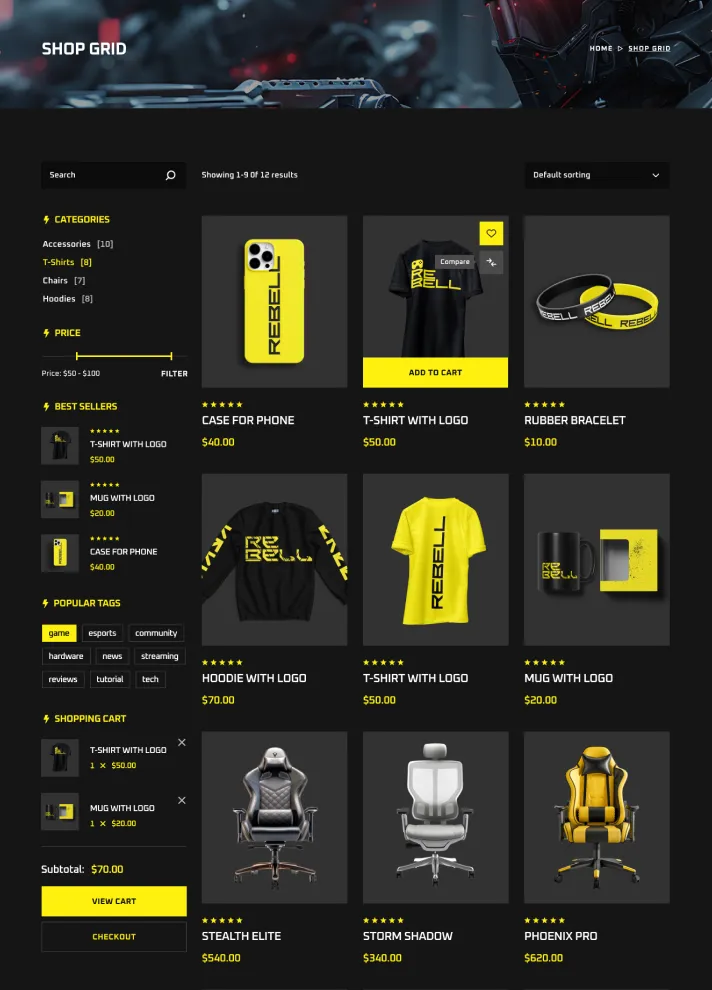 SHOP GRID
HOME ▷ SHOP GRID
Search
Showing 1-9 0f 12 results
Default sorting
CATEGORIES
Accessories [10]
T-Shirts [8]
Chairs [7]
Hoodies [8]
PRICE
Price: $50 - $100
FILTER
BEST SELLERS
T-SHIRT WITH LOGO
$50.00
MUG WITH LOGO
$20.00
CASE FOR PHONE
$40.00
POPULAR TAGS
game esports community
hardware news streaming
reviews tutorial tech
SHOPPING CART
T-SHIRT WITH LOGO
1 × $50.00
MUG WITH LOGO
1 × $20.00
Subtotal: $70.00
VIEW CART
CHECKOUT
REBELL
CASE FOR PHONE
$40.00
Compare
RE
BELL
ADD TO CART
T-SHIRT WITH LOGO
$50.00
REBELL REBELL
REBELL
RUBBER BRACELET
$10.00
RE
BELL
HOODIE WITH LOGO
$70.00
REBELL
T-SHIRT WITH LOGO
$50.00
RE
BELL
MUG WITH LOGO
$20.00
STEALTH ELITE
$540.00
STORM SHADOW
$340.00
PHOENIX PRO
$620.00